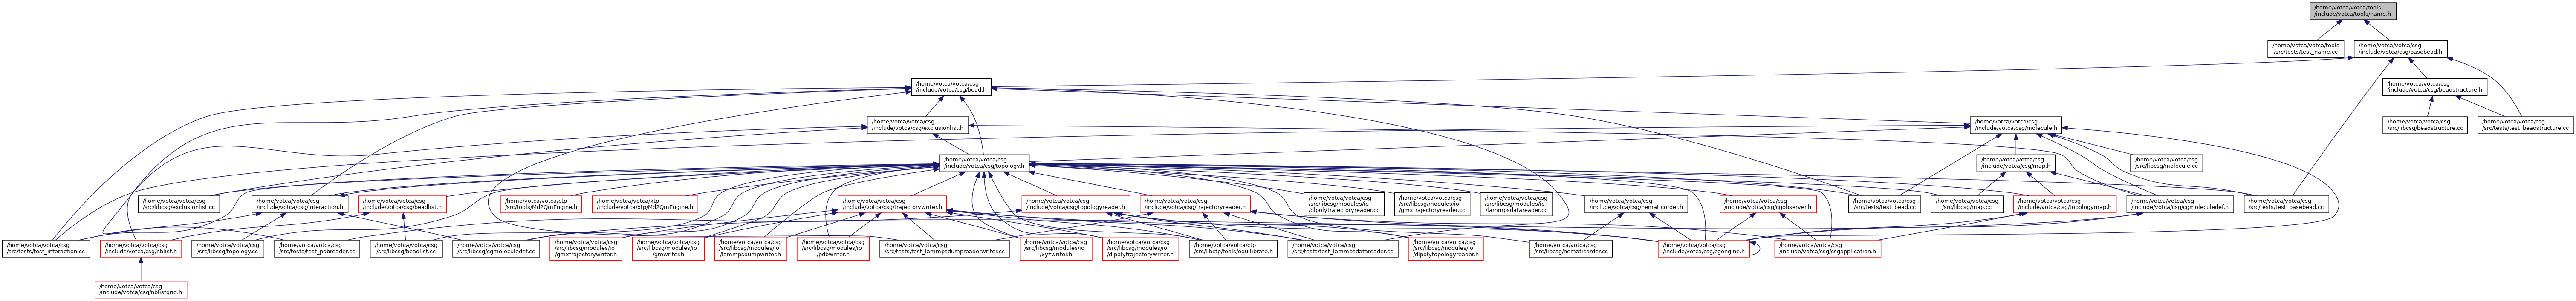 /home/votca/votca/tools
/include/votca/tools/name.h
/home/votca/votca/tools
/src/tests/test_name.cc
/home/votca/votca/csg
/include/votca/csg/basebead.h
/home/votca/votca/csg
/include/votca/csg/bead.h
/home/votca/votca/csg
/include/votca/csg/beadstructure.h
/home/votca/votca/csg
/include/votca/csg/exclusionlist.h
/home/votca/votca/csg
/include/votca/csg/molecule.h
/home/votca/votca/csg
/src/libcsg/beadstructure.cc
/home/votca/votca/csg
/src/tests/test_beadstructure.cc
/home/votca/votca/csg
/include/votca/csg/topology.h
/home/votca/votca/csg
/include/votca/csg/map.h
/home/votca/votca/csg
/src/libcsg/molecule.cc
/home/votca/votca/csg
/src/libcsg/exclusionlist.cc
/home/votca/votca/csg
/include/votca/csg/interaction.h
/home/votca/votca/csg
/include/votca/csg/beadlist.h
/home/votca/votca/ctp
/src/tools/Md2QmEngine.h
/home/votca/votca/xtp
/include/votca/xtp/Md2QmEngine.h
/home/votca/votca/csg
/include/votca/csg/trajectorywriter.h
/home/votca/votca/csg
/include/votca/csg/topologyreader.h
/home/votca/votca/csg
/include/votca/csg/trajectoryreader.h
/home/votca/votca/csg
/src/libcsg/modules/io
/dlpolytrajectoryreader.cc
/home/votca/votca/csg
/src/libcsg/modules/io
/gmxtrajectoryreader.cc
/home/votca/votca/csg
/src/libcsg/modules/io
/lammpsdatareader.cc
/home/votca/votca/csg
/include/votca/csg/nematicorder.h
/home/votca/votca/csg
/include/votca/csg/cgobserver.h
/home/votca/votca/csg
/src/tests/test_bead.cc
/home/votca/votca/csg
/src/libcsg/map.cc
/home/votca/votca/csg
/include/votca/csg/topologymap.h
/home/votca/votca/csg
/include/votca/csg/cgmoleculedef.h
/home/votca/votca/csg
/src/tests/test_basebead.cc
/home/votca/votca/csg
/src/tests/test_interaction.cc
/home/votca/votca/csg
/include/votca/csg/nblist.h
/home/votca/votca/csg
/src/libcsg/topology.cc
/home/votca/votca/csg
/src/tests/test_pdbreader.cc
/home/votca/votca/csg
/src/libcsg/beadlist.cc
/home/votca/votca/csg
/src/libcsg/cgmoleculedef.cc
/home/votca/votca/csg
/src/libcsg/modules/io
/gmxtrajectorywriter.h
/home/votca/votca/csg
/src/libcsg/modules/io
/growriter.h
/home/votca/votca/csg
/src/libcsg/modules/io
/lammpsdumpwriter.h
/home/votca/votca/csg
/src/libcsg/modules/io
/pdbwriter.h
/home/votca/votca/csg
/src/tests/test_lammpsdumpreaderwriter.cc
/home/votca/votca/csg
/src/libcsg/modules/io
/xyzwriter.h
/home/votca/votca/csg
/src/libcsg/modules/io
/dlpolytrajectorywriter.h
/home/votca/votca/ctp
/src/libctp/tools/equilibrate.h
/home/votca/votca/csg
/src/tests/test_lammpsdatareader.cc
/home/votca/votca/csg
/src/libcsg/modules/io
/dlpolytopologyreader.h
/home/votca/votca/csg
/src/libcsg/nematicorder.cc
/home/votca/votca/csg
/include/votca/csg/cgengine.h
/home/votca/votca/csg
/include/votca/csg/csgapplication.h
/home/votca/votca/csg
/include/votca/csg/nblistgrid.h